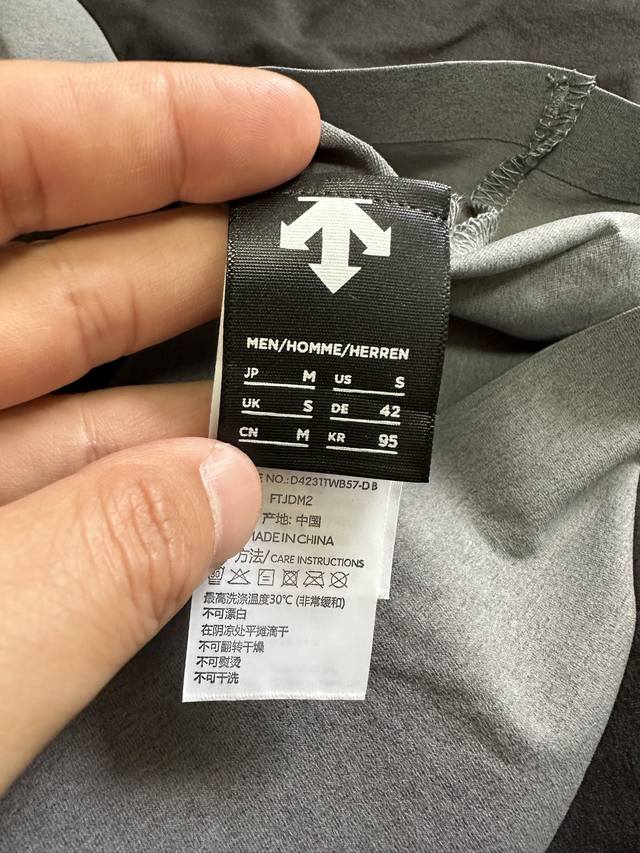 MEN/HOMME/HERREN
JP M US S
UK S DE 42
CN M KR 95
NO.:D4231TWB57-D B
FTJDM2
产地: 中国
MADE IN CHINA
方法/CARE INSTRUCTIONS
最高洗涤温度30℃ (非常缓和)
不可漂白
在阴凉处平摊滴干
不可翻转干燥
不可熨烫
不可干洗